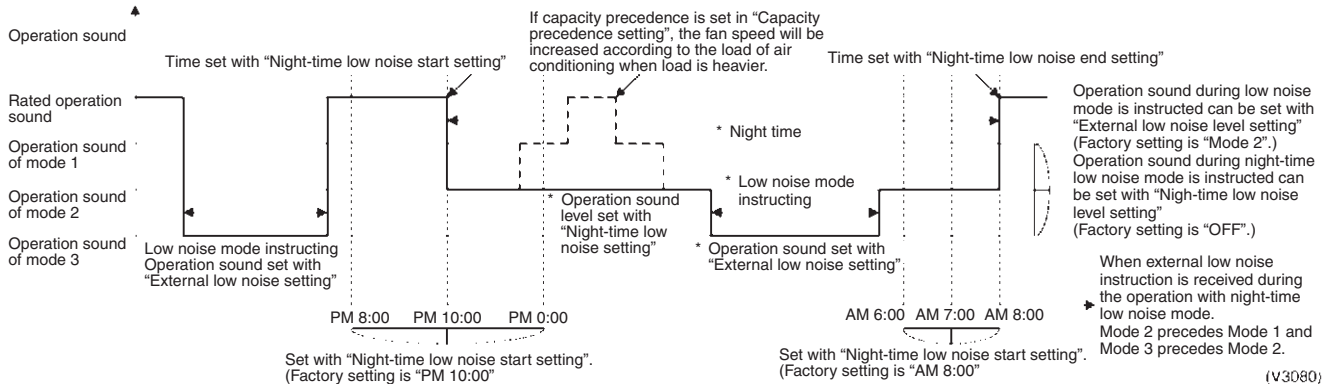 Operation sound
If capacity precedence is set in “Capacity
precedence setting”, the fan speed will be
increased according to the load of air
conditioning when load is heavier.
Time set with “Night-time low noise start setting”
Time set with “Night-time low noise end setting”
Rated operation
sound
Operation sound
of mode 1
Operation sound
of mode 2
Operation sound
of mode 3
* Night time
* Low noise mode
instructing
* Operation sound
level set with
“Night-time low
noise setting”
Low noise mode instructing
Operation sound set with
“External low noise setting”
* Operation sound set with
“External low noise setting”
Operation sound during low noise
mode is instructed can be set with
“External low noise level setting”
(Factory setting is “Mode 2”.)
Operation sound during night-time
low noise mode is instructed can
be set with “Nigh-time low noise
level setting”
(Factory setting is “OFF”.)
When external low noise
instruction is received during
the operation with night-time
low noise mode.
Mode 2 precedes Mode 1 and
Mode 3 precedes Mode 2.
PM 8:00 PM 10:00 PM 0:00
Set with “Night-time low noise start setting”.
(Factory setting is “PM 10:00”
AM 6:00 AM 7:00 AM 8:00
Set with “Night-time low noise start setting”.
(Factory setting is “AM 8:00”
(V3080)